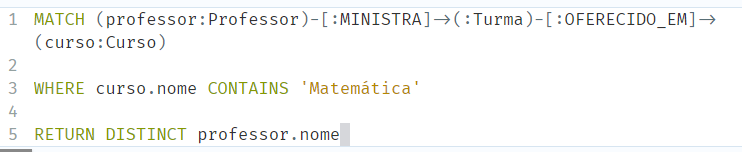 1 MATCH (professor:Professor)-[:MINISTRA]->(:Turma)-[:OFERECIDO_EM]->
(curso:Curso)
2
3 WHERE curso.nome CONTAINS 'Matemática'
4
5 RETURN DISTINCT professor.nome